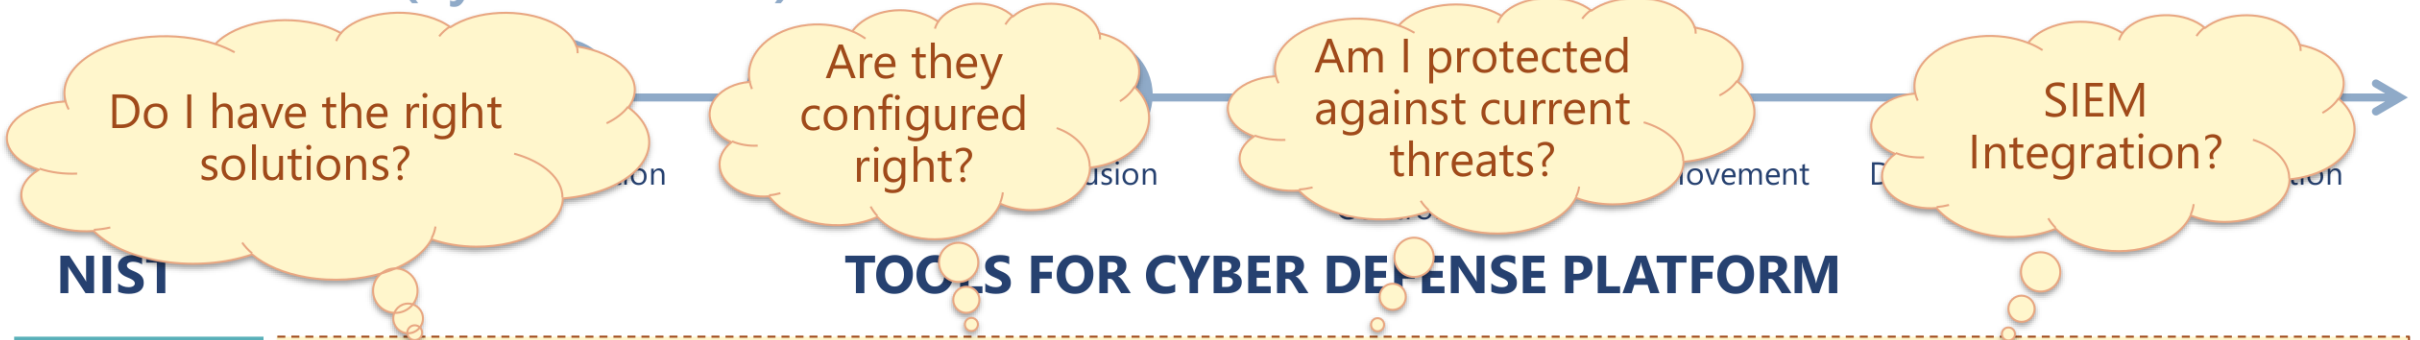 Do I have the right
solutions?
Are they
configured
right?
Am I protected
against current
threats?
SIEM
Integration?
NIST
TOOLS FOR CYBER DEFENSE PLATFORM